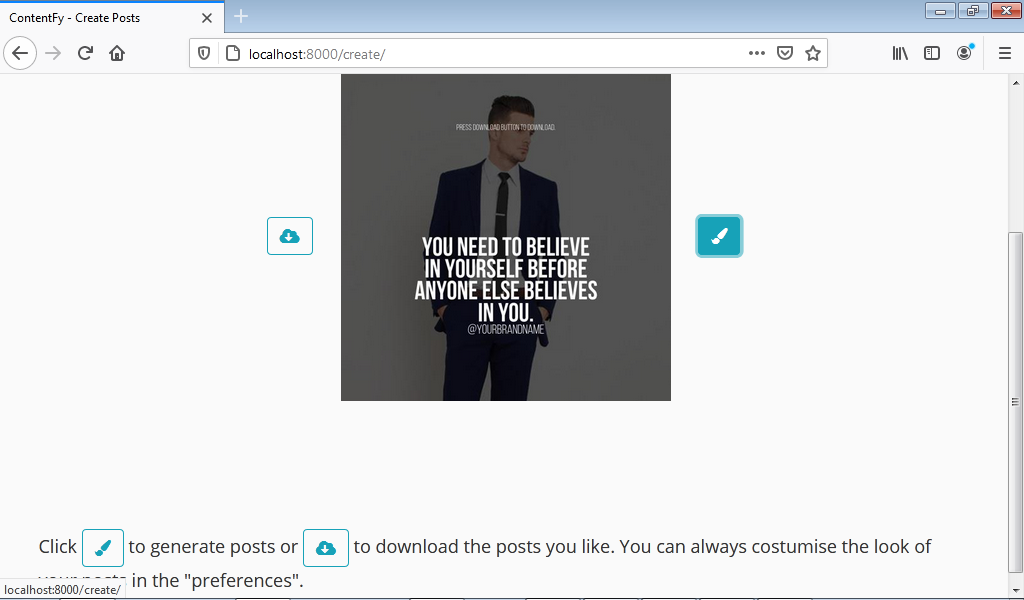 ContentFy - Create Posts
localhost:8000/create/
PRESS DOWNLOAD BUTTON TO DOWNLOAD.
YOU NEED TO BELIEVE
IN YOURSELF BEFORE
ANYONE ELSE BELIEVES
IN YOU.
@YOURBRANDNAME
Click to generate posts or to download the posts you like. You can always costumise the look of
your posts in the "preferences".
localhost:8000/create/